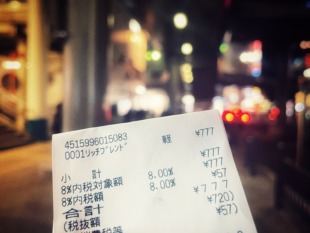 4515996015083
0001リッチブレンド 軽 ¥777
小 計 ¥777
8%内税対象額 8.00% ¥777
8%内税額 8.00% ¥57
合計 ¥777
(税抜額 ¥720)
¥57)